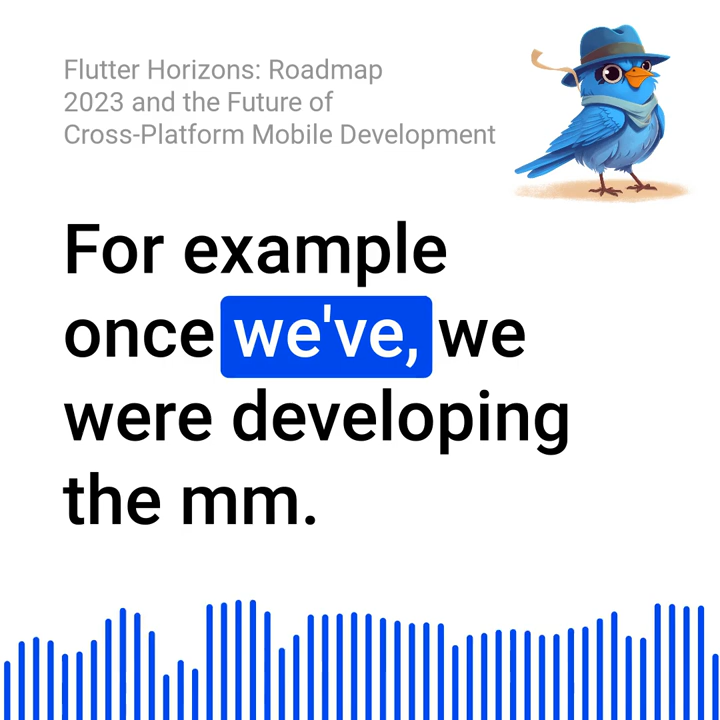 Flutter Horizons: Roadmap
2023 and the Future of
Cross-Platform Mobile Development
For example
once we've, we
were developing
the mm.